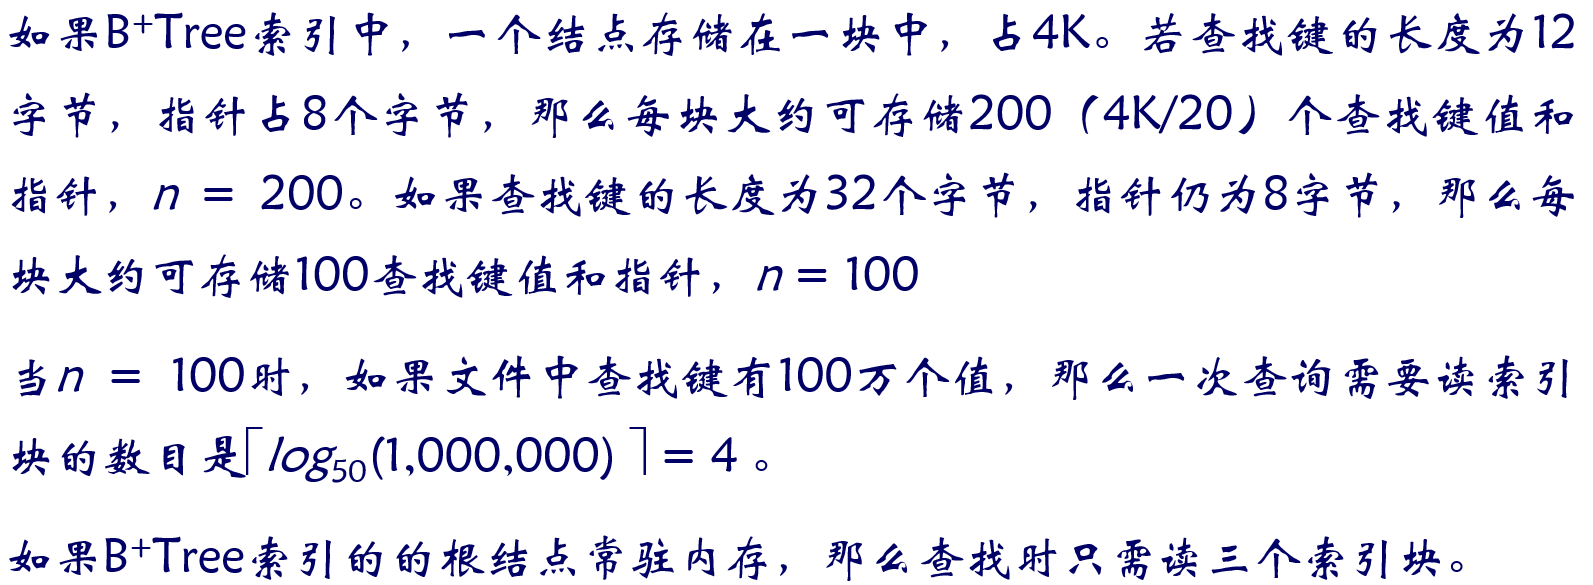 如果B⁺Tree索引中，一个结点存储在一块中，占4K。若查找键的长度为12
字节，指针占8个字节，那么每块大约可存储200（4K/20）个查找键值和
指针，n = 200。如果查找键的长度为32个字节，指针仍为8字节，那么每
块大约可存储100查找键值和指针，n = 100
当n = 100时，如果文件中查找键有100万个值，那么一次查询需要读索引
块的数目是⌈log₅₀(1,000,000) ⌉ = 4 。
如果B⁺Tree索引的的根结点常驻内存，那么查找时只需读三个索引块。